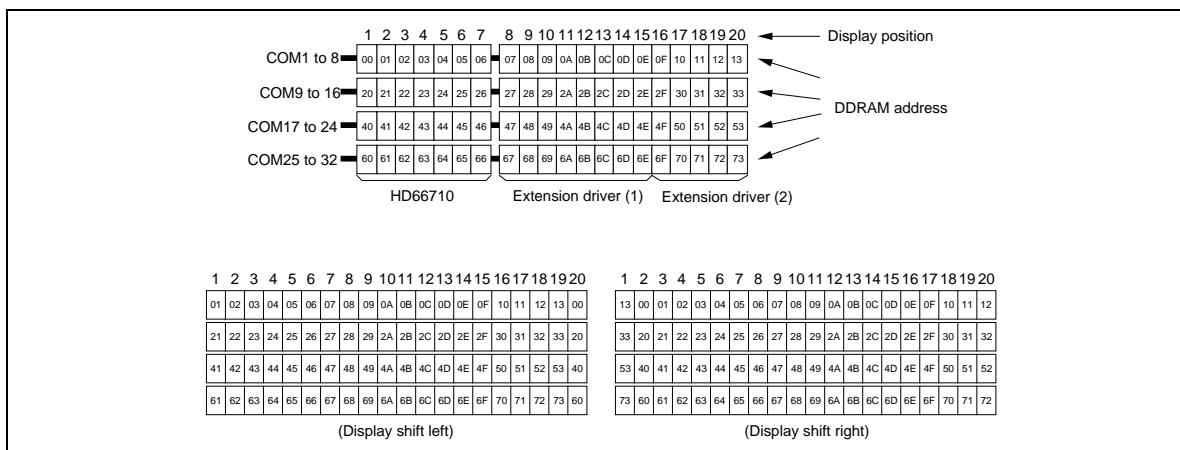 1 2 3 4 5 6 7 8 9 10 11 12 13 14 15 16 17 18 19 20 Display position
COM1 to 8 00 01 02 03 04 05 06 07 08 09 0A 0B 0C 0D 0E 0F 10 11 12 13
COM9 to 16 20 21 22 23 24 25 26 27 28 29 2A 2B 2C 2D 2E 2F 30 31 32 33
DDRAM address
COM17 to 24 40 41 42 43 44 45 46 47 48 49 4A 4B 4C 4D 4E 4F 50 51 52 53
COM25 to 32 60 61 62 63 64 65 66 67 68 69 6A 6B 6C 6D 6E 6F 70 71 72 73
HD66710 Extension driver (1) Extension driver (2)
1 2 3 4 5 6 7 8 9 10 11 12 13 14 15 16 17 18 19 20
01 02 03 04 05 06 07 08 09 0A 0B 0C 0D 0E 0F 10 11 12 13 00
21 22 23 24 25 26 27 28 29 2A 2B 2C 2D 2E 2F 30 31 32 33 20
41 42 43 44 45 46 47 48 49 4A 4B 4C 4D 4E 4F 50 51 52 53 40
61 62 63 64 65 66 67 68 69 6A 6B 6C 6D 6E 6F 70 71 72 73 60
(Display shift left)
1 2 3 4 5 6 7 8 9 10 11 12 13 14 15 16 17 18 19 20
13 00 01 02 03 04 05 06 07 08 09 0A 0B 0C 0D 0E 0F 10 11 12
33 20 21 22 23 24 25 26 27 28 29 2A 2B 2C 2D 2E 2F 30 31 32
53 40 41 42 43 44 45 46 47 48 49 4A 4B 4C 4D 4E 4F 50 51 52
73 60 61 62 63 64 65 66 67 68 69 6A 6B 6C 6D 6E 6F 70 71 72
(Display shift right)